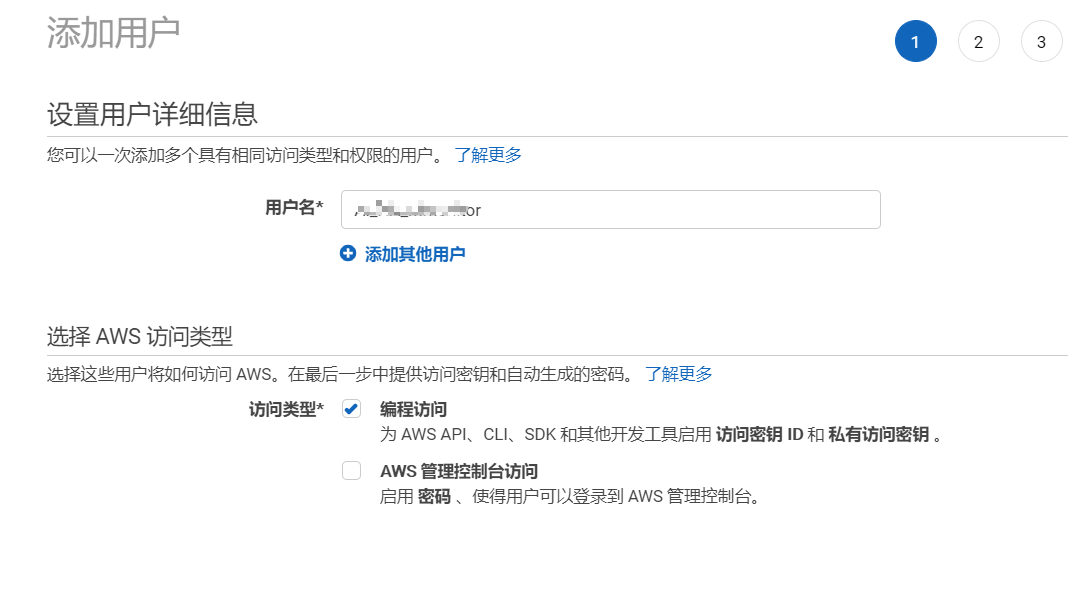 添加用户
1
2
3
设置用户详细信息
您可以一次添加多个具有相同访问类型和权限的用户。 了解更多
用户名*
添加其他用户
选择 AWS 访问类型
选择这些用户将如何访问 AWS。在最后一步中提供访问密钥和自动生成的密码。 了解更多
访问类型* 编程访问
为 AWS API、CLI、SDK 和其他开发工具启用 访问密钥 ID 和 私有访问密钥 。
AWS 管理控制台访问
启用 密码 、使得用户可以登录到 AWS 管理控制台。